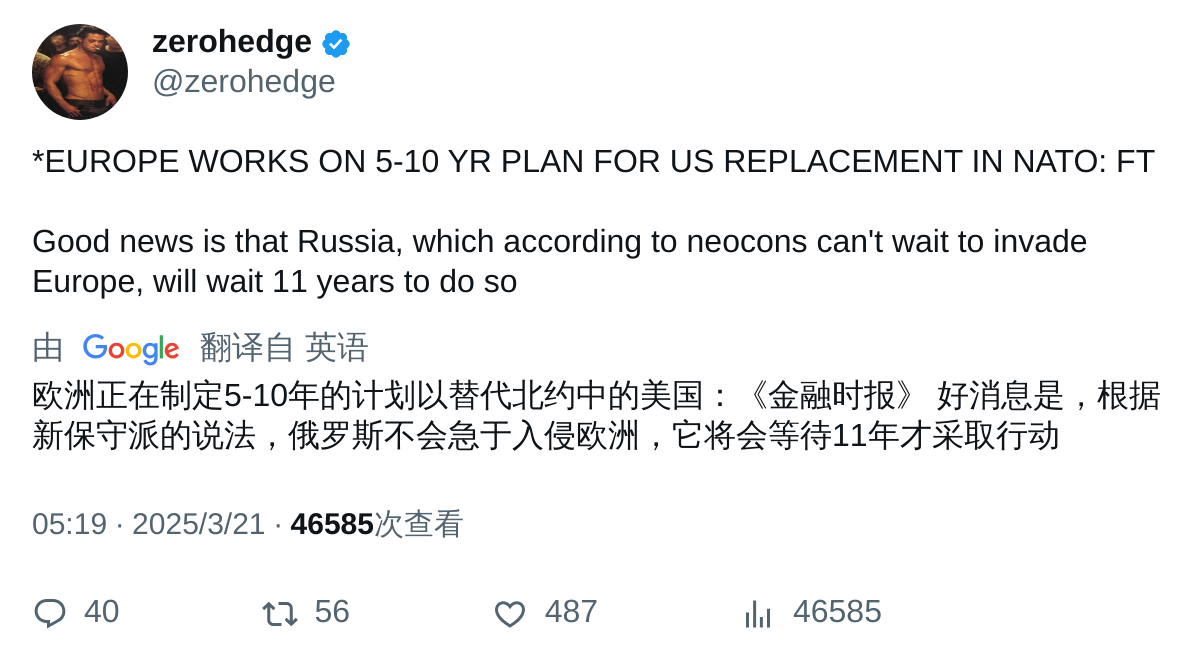 zerohedge
@zerohedge
*EUROPE WORKS ON 5-10 YR PLAN FOR US REPLACEMENT IN NATO: FT
Good news is that Russia, which according to neocons can't wait to invade
Europe, will wait 11 years to do so
由 Google 翻译自 英语
欧洲正在制定5-10年的计划以替代北约中的美国：《金融时报》 好消息是，根据
新保守派的说法，俄罗斯不会急于入侵欧洲，它将会等待11年才采取行动
05:19 · 2025/3/21 · 46585次查看
40 56 487 46585